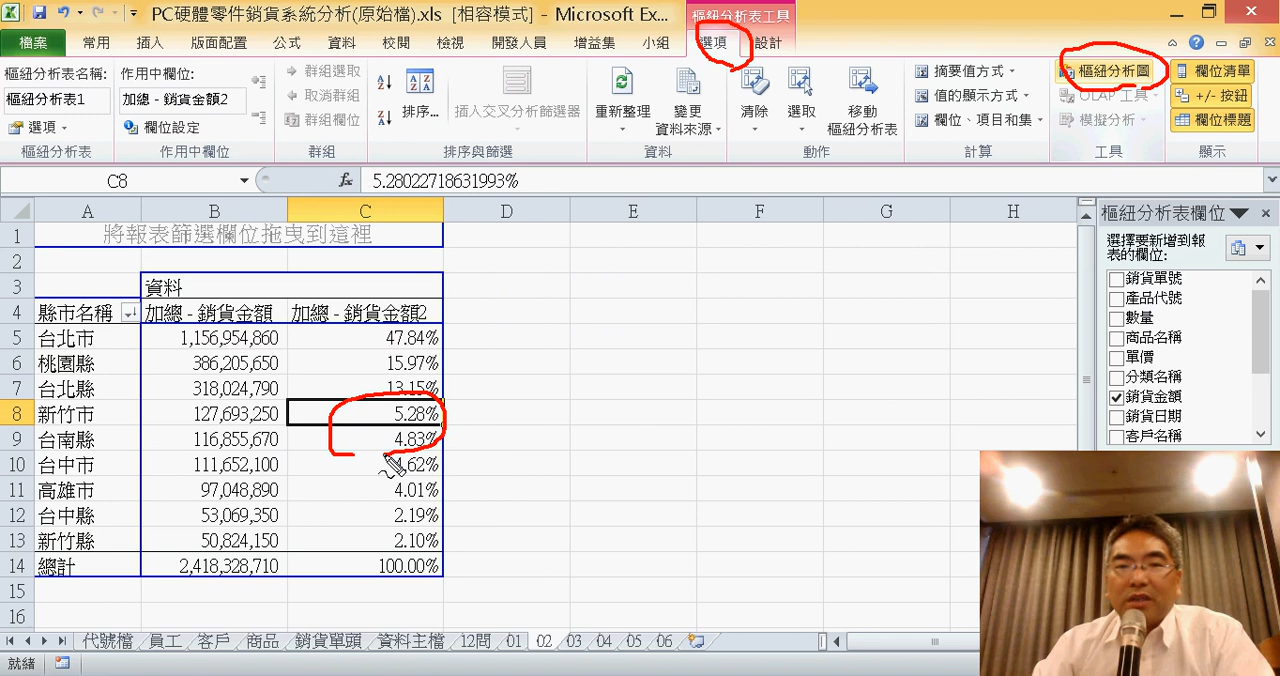 PC硬體零件銷貨系統分析(原始檔).xls [相容模式] - Microsoft Ex...
樞紐分析表工具
檔案 常用 插入 版面配置 公式 資料 校閱 檢視 開發人員 增益集 小組 選項 設計
樞紐分析表名稱: 作用中欄位: 群組選取 樞紐分析圖 欄位清單
樞紐分析表1 加總 - 銷貨金額2 取消群組 排序... 插入交叉分析篩選器 重新整理 變更 資料來源 清除 選取 移動 樞紐分析表 摘要值方式 值的顯示方式 OLAP 工具 +/- 按鈕
選項 欄位設定 群組欄位 欄位、項目和集 模擬分析 欄位標題
樞紐分析表 作用中欄位 群組 排序與篩選 資料 動作 計算 工具 顯示
C8 fx 5.28022718631993%
A B C D E F G H
樞紐分析表欄位
1 將報表篩選欄位拖曳到這裡
選擇要新增到報
表的欄位:
2
3 資料
4 縣市名稱 加總 - 銷貨金額 加總 - 銷貨金額2
5 台北市 1,156,954,860 47.84%
6 桃園縣 386,205,650 15.97%
7 台北縣 318,024,790 13.15%
8 新竹市 127,693,250 5.28%
9 台南縣 116,855,670 4.83%
10 台中市 111,652,100 .62%
11 高雄市 97,048,890 4.01%
12 台中縣 53,069,350 2.19%
13 新竹縣 50,824,150 2.10%
14 總計 2,418,328,710 100.00%
15
16
銷貨單號
產品代號
數量
商品名稱
單價
分類名稱
銷貨金額
銷貨日期
客戶名稱
代號檔 員工 客戶 商品 銷貨單頭 資料主檔 12問 01 02 03 04 05 06
就緒